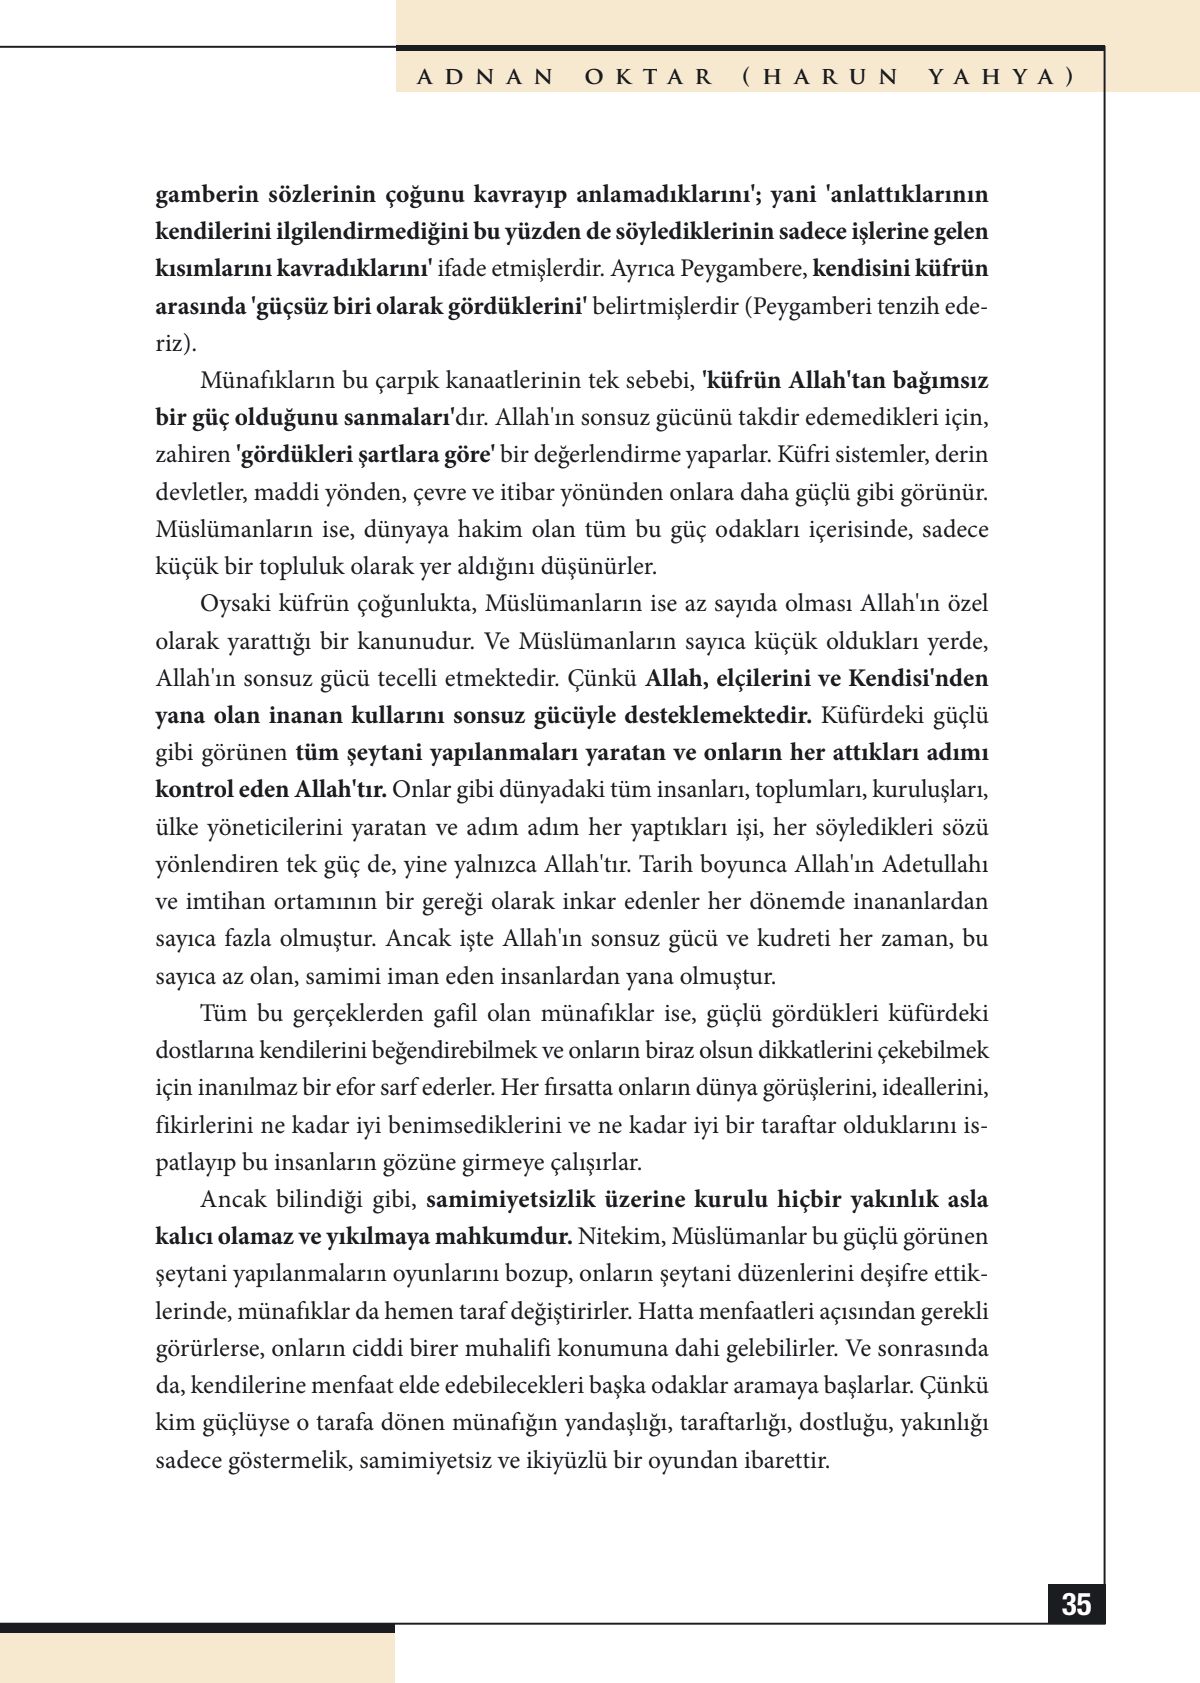 ADNAN OKTAR (HARUN YAHYA)
gamberin sözlerinin çoğunu kavrayıp anlamadıklarını'; yani 'anlattıklarının
kendilerini ilgilendirmediğini bu yüzden de söylediklerinin sadece işlerine gelen
kısımlarını kavradıklarını' ifade etmişlerdir. Ayrıca Peygambere, kendisini küfrün
arasında 'güçsüz biri olarak gördüklerini' belirtmişlerdir (Peygamberi tenzih ede-
riz).
Münafıkların bu çarpık kanaatlerinin tek sebebi, 'küfrün Allah'tan bağımsız
bir güç olduğunu sanmaları'dır. Allah'ın sonsuz gücünü takdir edemedikleri için,
zahiren 'gördükleri şartlara göre' bir değerlendirme yaparlar. Küfri sistemler, derin
devletler, maddi yönden, çevre ve itibar yönünden onlara daha güçlü gibi görünür.
Müslümanların ise, dünyaya hakim olan tüm bu güç odakları içerisinde, sadece
küçük bir topluluk olarak yer aldığını düşünürler.
Oysaki küfrün çoğunlukta, Müslümanların ise az sayıda olması Allah'ın özel
olarak yarattığı bir kanunudur. Ve Müslümanların sayıca küçük oldukları yerde,
Allah'ın sonsuz gücü tecelli etmektedir. Çünkü Allah, elçilerini ve Kendisi'nden
yana olan inanan kullarını sonsuz gücüyle desteklemektedir. Küfürdeki güçlü
gibi görünen tüm şeytani yapılanmaları yaratan ve onların her attıkları adımı
kontrol eden Allah'tır. Onlar gibi dünyadaki tüm insanları, toplumları, kuruluşları,
ülke yöneticilerini yaratan ve adım adım her yaptıkları işi, her söyledikleri sözü
yönlendiren tek güç de, yine yalnızca Allah'tır. Tarih boyunca Allah'ın Adetullahı
ve imtihan ortamının bir gereği olarak inkar edenler her dönemde inananlardan
sayıca fazla olmuştur. Ancak işte Allah'ın sonsuz gücü ve kudreti her zaman, bu
sayıca az olan, samimi iman eden insanlardan yana olmuştur.
Tüm bu gerçeklerden gafil olan münafıklar ise, güçlü gördükleri küfürdeki
dostlarına kendilerini beğendirebilmek ve onların biraz olsun dikkatlerini çekebilmek
için inanılmaz bir efor sarf ederler. Her fırsatta onların dünya görüşlerini, ideallerini,
fikirlerini ne kadar iyi benimsediklerini ve ne kadar iyi bir taraftar olduklarını is-
patlayıp bu insanların gözüne girmeye çalışırlar.
Ancak bilindiği gibi, samimiyetsizlik üzerine kurulu hiçbir yakınlık asla
kalıcı olamaz ve yıkılmaya mahkumdur. Nitekim, Müslümanlar bu güçlü görünen
şeytani yapılanmaların oyunlarını bozup, onların şeytani düzenlerini deşifre ettik-
lerinde, münafıklar da hemen taraf değiştirirler. Hatta menfaatleri açısından gerekli
görürlerse, onların ciddi birer muhalifi konumuna dahi gelebilirler. Ve sonrasında
da, kendilerine menfaat elde edebilecekleri başka odaklar aramaya başlarlar. Çünkü
kim güçlüyse o tarafa dönen münafığın yandaşlığı, taraftarlığı, dostluğu, yakınlığı
sadece göstermelik, samimiyetsiz ve ikiyüzlü bir oyundan ibarettir.
35